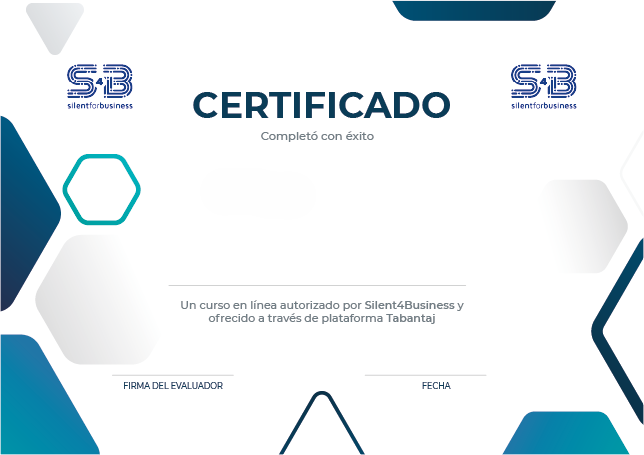 S4B
silentforbusiness
S4B
silentforbusiness
CERTIFICADO
Completó con éxito
Un curso en línea autorizado por Silent4Business y
ofrecido a través de plataforma Tabantaj
FIRMA DEL EVALUADOR
FECHA